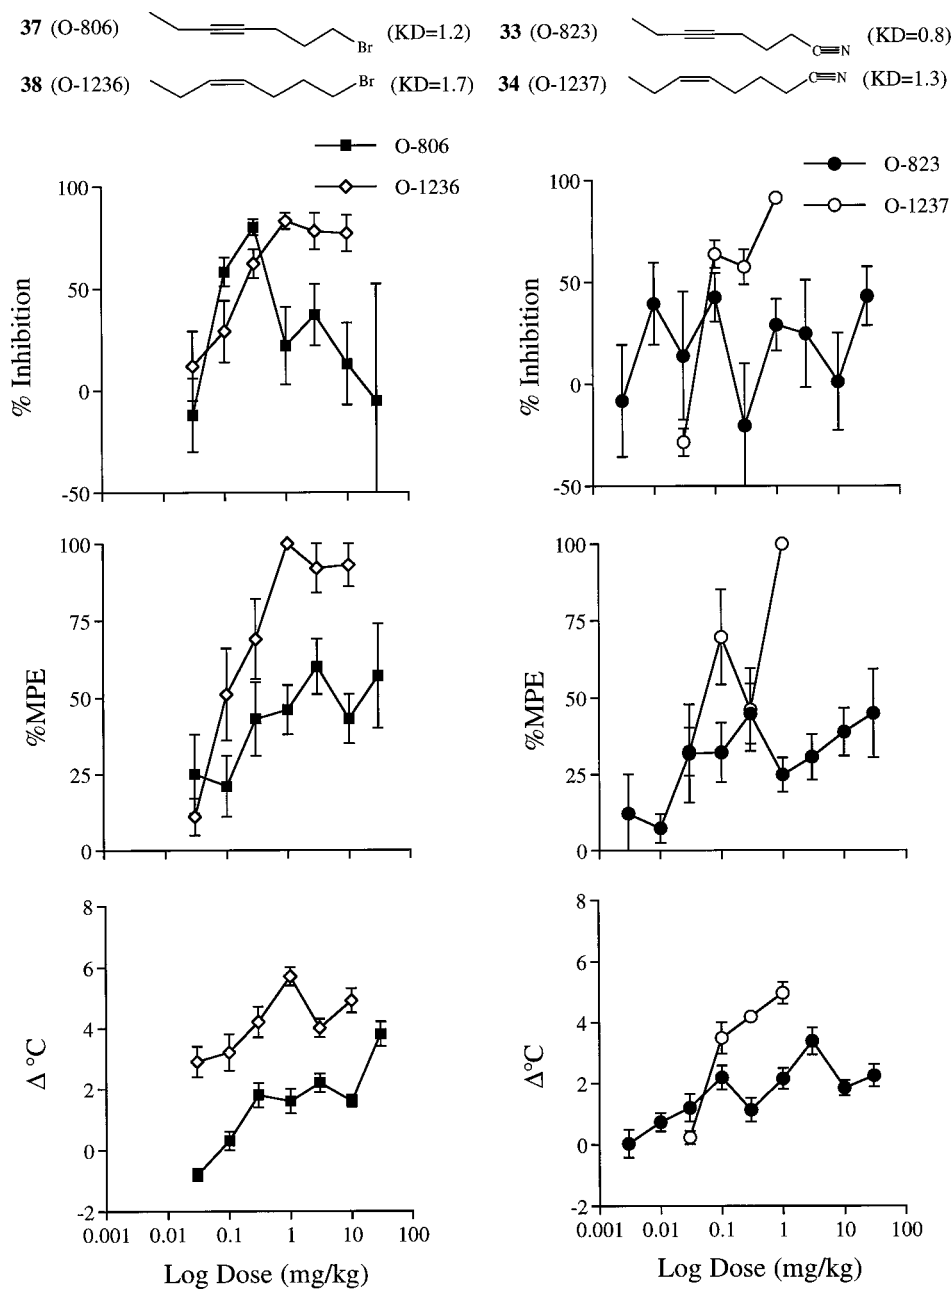 37 (O-806) Br (KD=1.2) 33 (O-823) C≡N (KD=0.8)
38 (O-1236) Br (KD=1.7) 34 (O-1237) C≡N (KD=1.3)
O-806
O-1236
O-823
O-1237
% Inhibition
100
50
0
-50
% Inhibition
100
50
0
-50
%MPE
100
75
50
25
0
%MPE
100
75
50
25
0
Δ °C
8
6
4
2
0
-2
0.001 0.01 0.1 1 10 100
Log Dose (mg/kg)
Δ°C
8
6
4
2
0
-2
0.001 0.01 0.1 1 10 100
Log Dose (mg/kg)